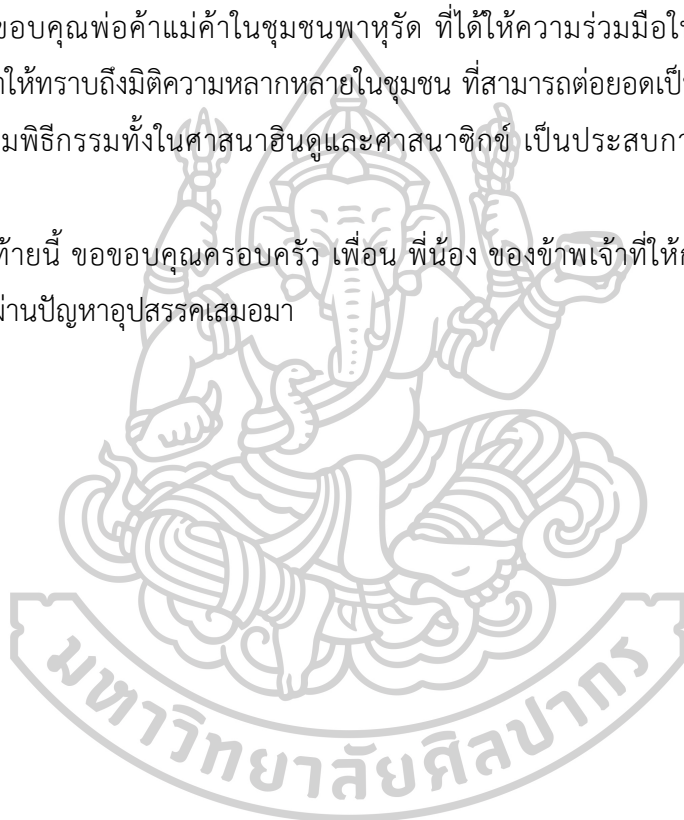 ขอบคุณพ่อค้าแม่ค้าในชุมชนพาหุรัด ที่ได้ให้ความร่วมมือใน
ให้ทราบถึงมิติความหลากหลายในชุมชน ที่สามารถต่อยอดเป็น
มพิธีกรรมทั้งในศาสนาฮินดูและศาสนาซิกข์ เป็นประสบกา
ท้ายนี้ ขอขอบคุณครอบครัว เพื่อน พี่น้อง ของข้าพเจ้าที่ให้
ผ่านปัญหาอุปสรรคเสมอมา
มหาวิทยาลัยศิลปากร